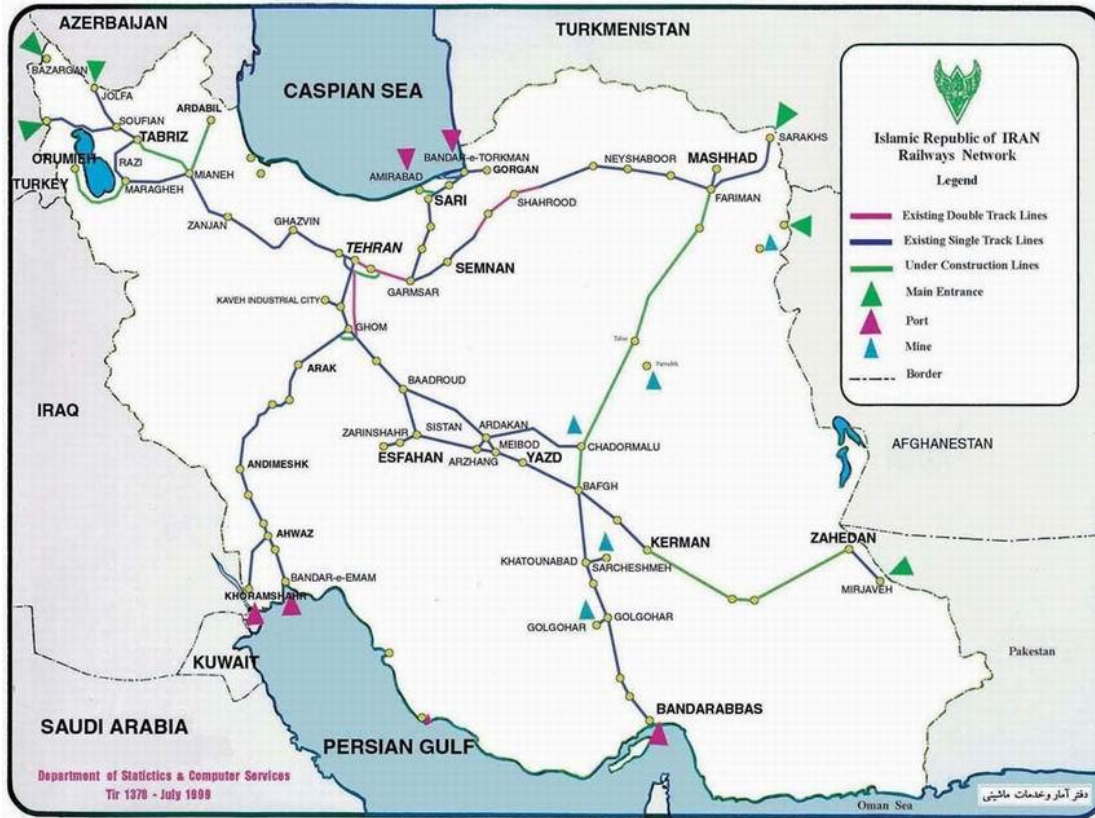 AZERBAIJAN
TURKMENISTAN
BAZARGAN
JOLFA
CASPIAN SEA
SOUFIAN
ARDABIL
TABRIZ
ORUMIEH
RAZI
TURKEY
MARAGHEH
MIANEH
BANDAR-e-TORKMAN
AMIRABAD
GORGAN
SARI
NEYSHABOOR
MASHHAD
SARAKHS
FARIMAN
SHAHROOD
ZANJAN
GHAZVIN
TEHRAN
SEMNAN
GARMSAR
KAVEH INDUSTRIAL CITY
GHOM
ARAK
BAADROUD
IRAQ
ZARINSHAHR
SISTAN
ARDAKAN
MEIBOD
ESFAHAN
ARZHANG
YAZD
CHADORMALU
ANDIMESHK
BAFGH
AHWAZ
KERMAN
ZAHEDAN
KHATOUNABAD
SARCHESHMEH
MIRJAVEH
BANDAR-e-EMAM
KHORAMSHAHR
GOLGOHAR
GOLGOHAR
KUWAIT
BANDARABBAS
SAUDI ARABIA
PERSIAN GULF
AFGHANESTAN
Pakestan
Oman Sea
Islamic Republic of IRAN
Railways Network
Legend
Existing Double Track Lines
Existing Single Track Lines
Under Construction Lines
Main Entrance
Port
Mine
Border
Department of Statictics & Computer Services
Tir 1378 - July 1999
دفتر آمار و خدمات ماشینی